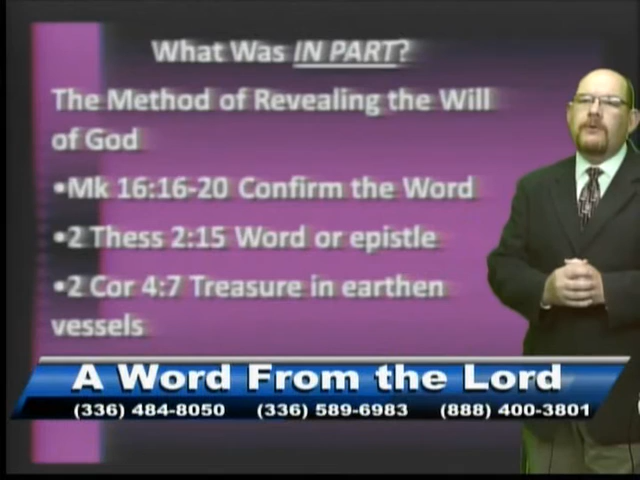 What Was IN PART?
The Method of Revealing the Will
of God
•Mk 16:16-20 Confirm the Word
•2 Thess 2:15 Word or epistle
•2 Cor 4:7 Treasure in earthen
vessels
A Word From the Lord
(336) 484-8050 (336) 589-6983 (888) 400-3801